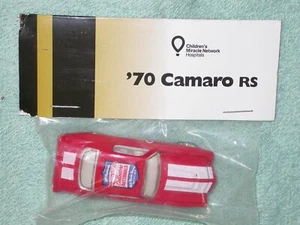 Children's
Miracle Network
Hospitals
'70 Camaro RS